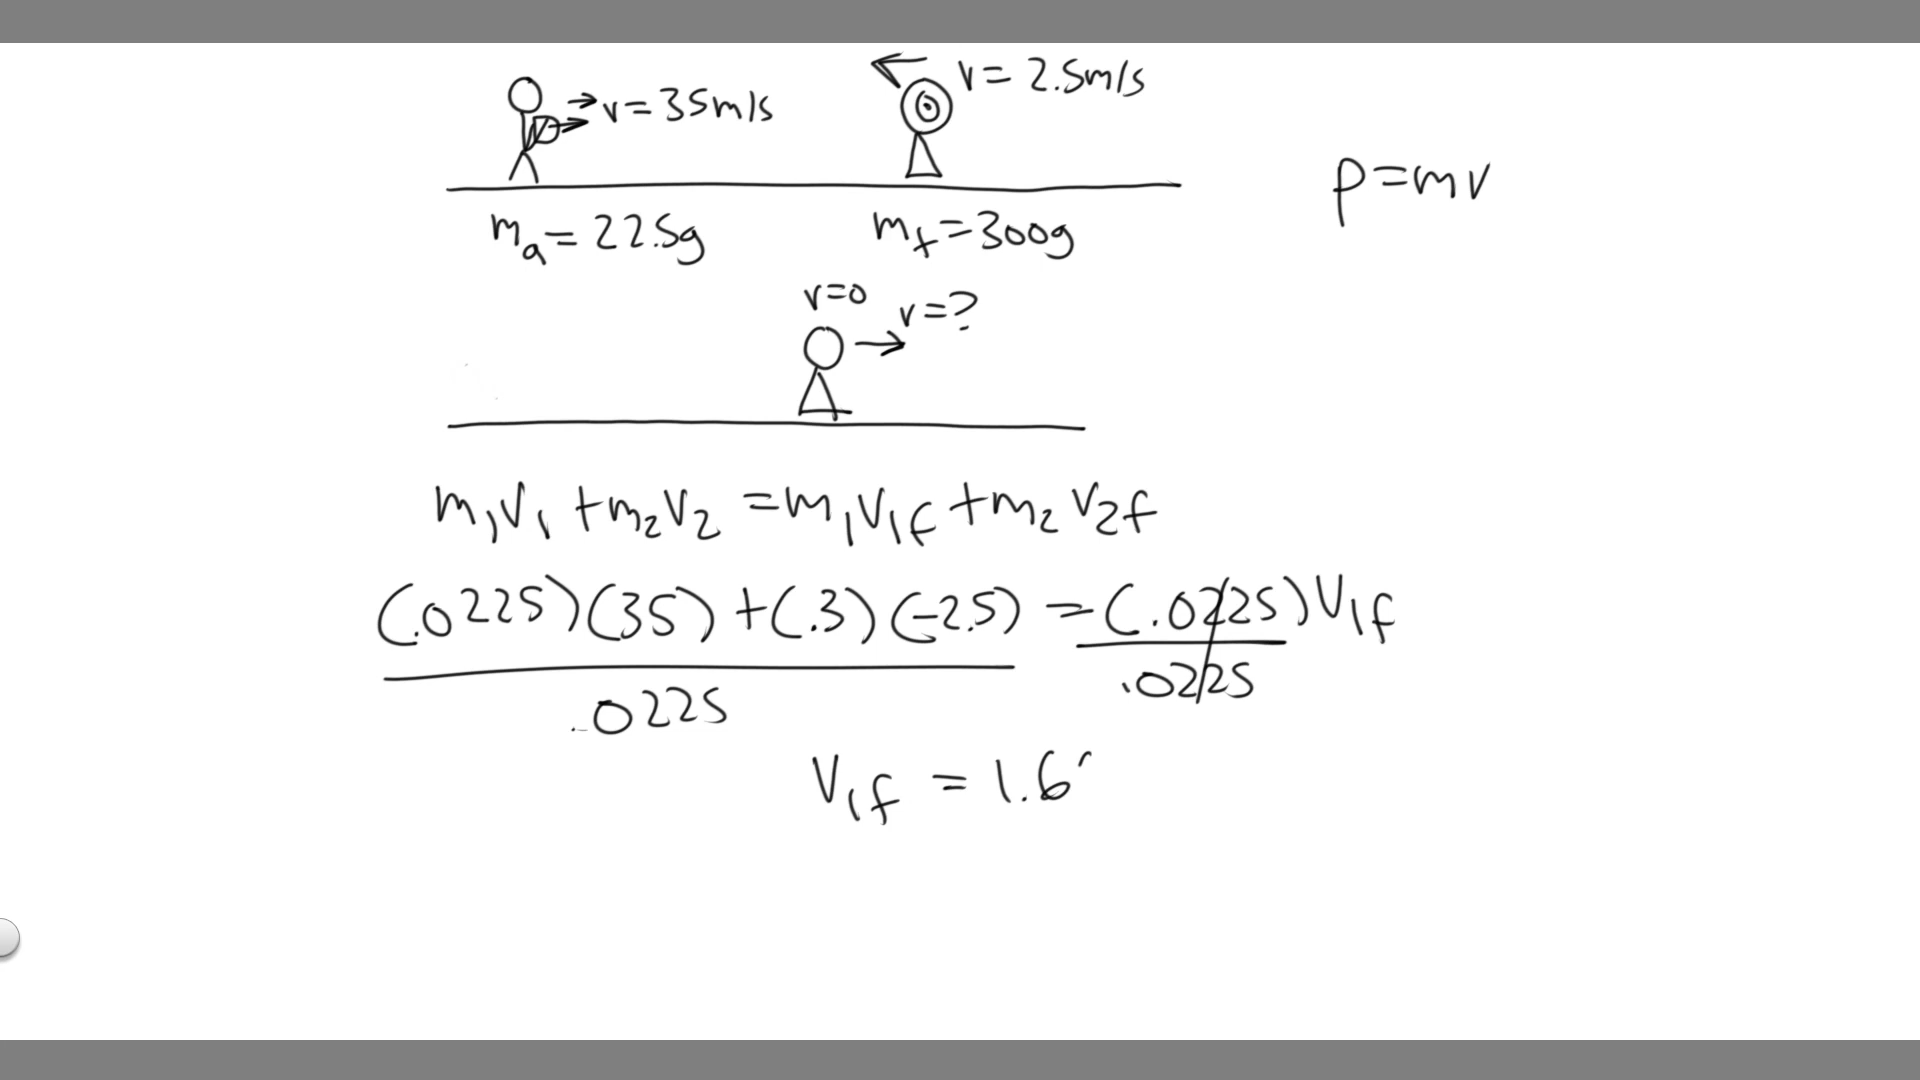 v = 35m/s
v = 2.5m/s
p=mv
mₐ = 22.5g
mₜ = 300g
v=0
v=?
m₁v₁ + m₂v₂ = m₁v₁f + m₂v₂f
(.0225)(35) + (.3)(-2.5) = (.0225)v₁f
.0225
.0225
v₁f = 1.6